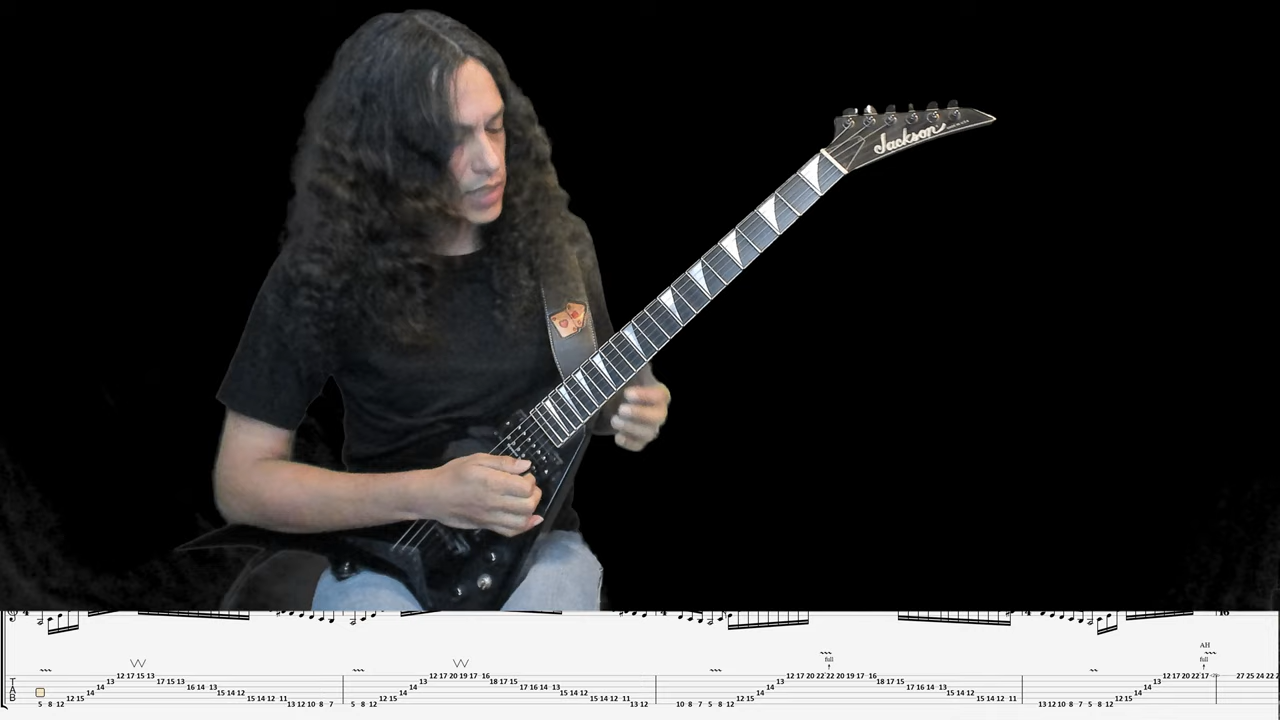 Jackson
AH
full
full
12 17 15 13
12 17 20 19 17 16
12 17 20 22 22 22 20 19 17 16
12 17 20 22 17
27 25 24 22
13 17 15 13
13 18 17 15
13 18 17 15
13
14 16 14 13
14 17 16 14 13
14 17 16 14 13
14
14 15 14 12
14 15 14 12
14 15 14 12
14
12 15 15 14 12 11
12 15 15 14 12 11
12 15 15 14 12 11
12 15
5 8 12 13 12 10 8 7
5 8 12 13 12
10 8 7 5 8 12
13 12 10 8 7 5 8 12